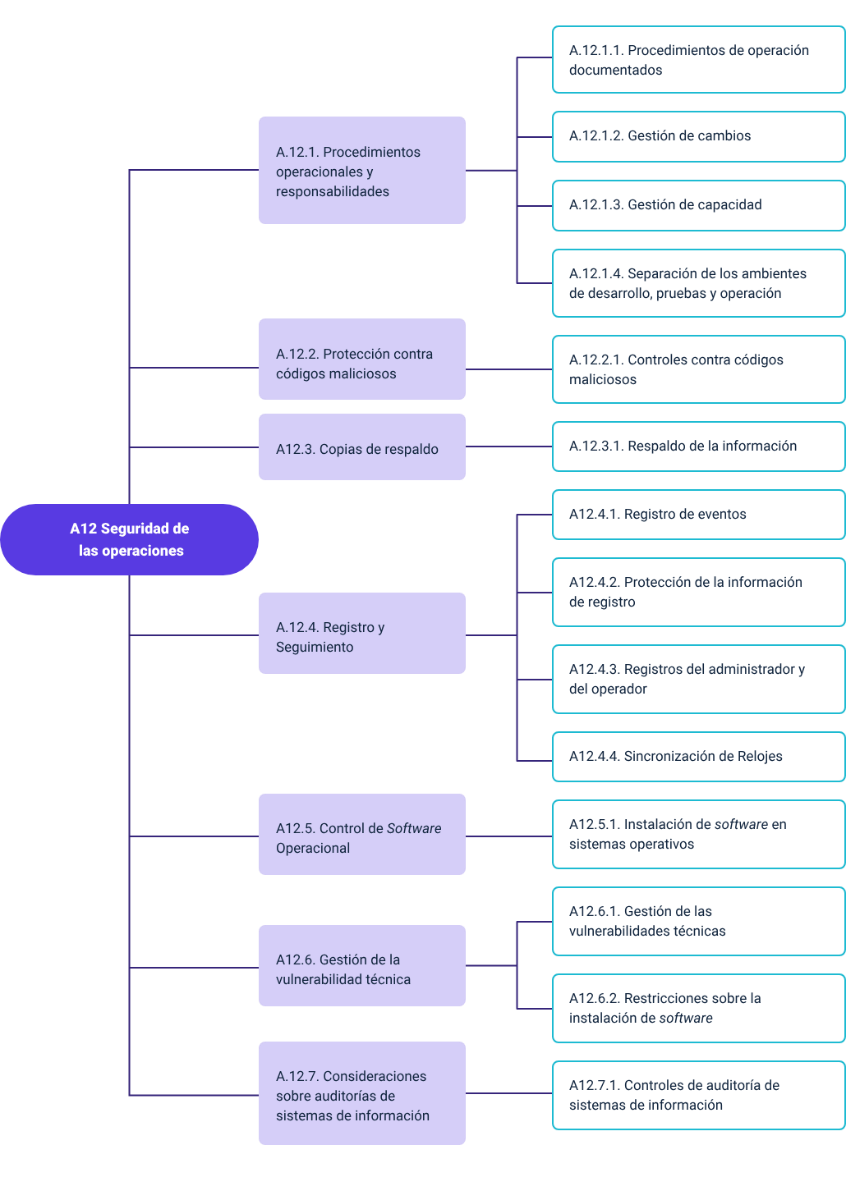 A12 Seguridad de
las operaciones
A.12.1. Procedimientos
operacionales y
responsabilidades
A.12.1.1. Procedimientos de operación
documentados
A.12.1.2. Gestión de cambios
A.12.1.3. Gestión de capacidad
A.12.1.4. Separación de los ambientes
de desarrollo, pruebas y operación
A.12.2. Protección contra
códigos maliciosos
A.12.2.1. Controles contra códigos
maliciosos
A12.3. Copias de respaldo
A.12.3.1. Respaldo de la información
A.12.4. Registro y
Seguimiento
A12.4.1. Registro de eventos
A12.4.2. Protección de la información
de registro
A12.4.3. Registros del administrador y
del operador
A12.4.4. Sincronización de Relojes
A12.5. Control de Software
Operacional
A12.5.1. Instalación de software en
sistemas operativos
A12.6. Gestión de la
vulnerabilidad técnica
A12.6.1. Gestión de las
vulnerabilidades técnicas
A12.6.2. Restricciones sobre la
instalación de software
A.12.7. Consideraciones
sobre auditorías de
sistemas de información
A12.7.1. Controles de auditoría de
sistemas de información